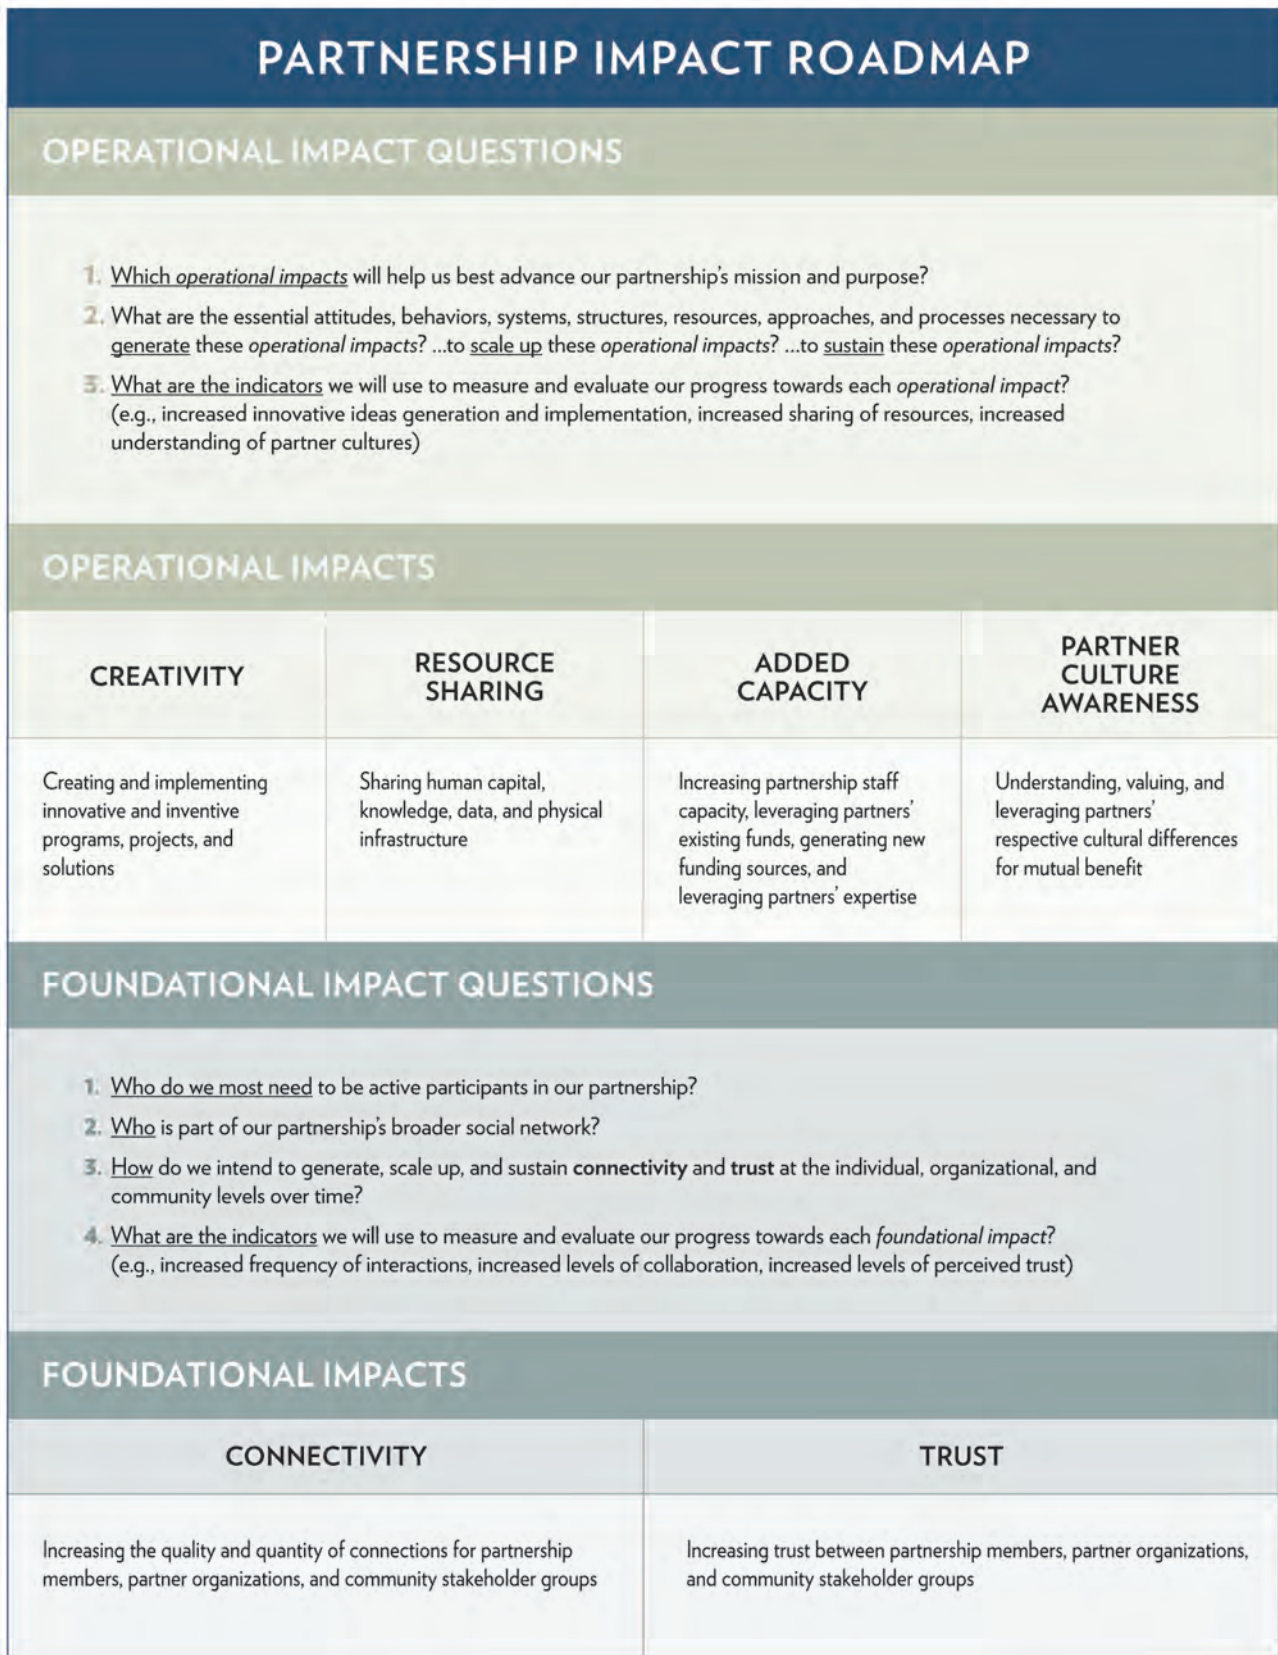 PARTNERSHIP IMPACT ROADMAP
OPERATIONAL IMPACT QUESTIONS
1. Which operational impacts will help us best advance our partnership's mission and purpose?
2. What are the essential attitudes, behaviors, systems, structures, resources, approaches, and processes necessary to
generate these operational impacts? ...to scale up these operational impacts? ...to sustain these operational impacts?
3. What are the indicators we will use to measure and evaluate our progress towards each operational impact?
(e.g., increased innovative ideas generation and implementation, increased sharing of resources, increased
understanding of partner cultures)
OPERATIONAL IMPACTS
CREATIVITY
Creating and implementing
innovative and inventive
programs, projects, and
solutions
RESOURCE
SHARING
Sharing human capital,
knowledge, data, and physical
infrastructure
ADDED
CAPACITY
Increasing partnership staff
capacity, leveraging partners'
existing funds, generating new
funding sources, and
leveraging partners' expertise
PARTNER
CULTURE
AWARENESS
Understanding, valuing, and
leveraging partners'
respective cultural differences
for mutual benefit
FOUNDATIONAL IMPACT QUESTIONS
1. Who do we most need to be active participants in our partnership?
2. Who is part of our partnership's broader social network?
3. How do we intend to generate, scale up, and sustain connectivity and trust at the individual, organizational, and
community levels over time?
4. What are the indicators we will use to measure and evaluate our progress towards each foundational impact?
(e.g., increased frequency of interactions, increased levels of collaboration, increased levels of perceived trust)
FOUNDATIONAL IMPACTS
CONNECTIVITY
Increasing the quality and quantity of connections for partnership
members, partner organizations, and community stakeholder groups
TRUST
Increasing trust between partnership members, partner organizations,
and community stakeholder groups